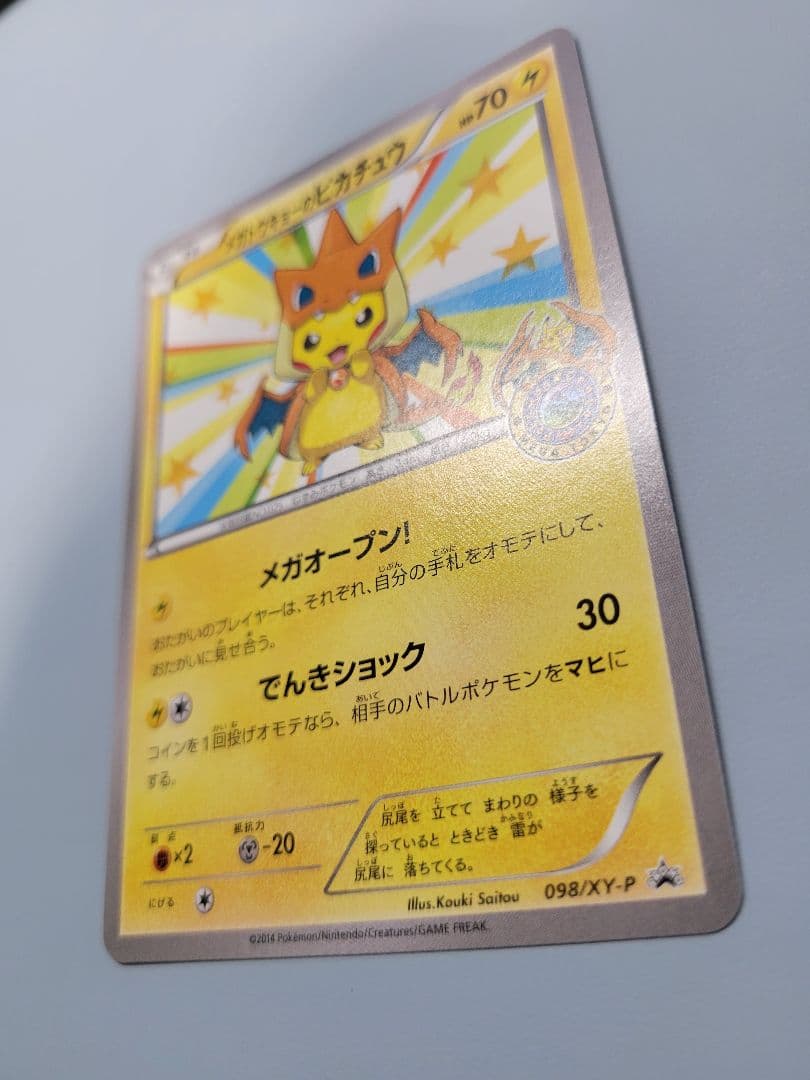 メガトウキョーのピカチュウ
HP70
メガオープン!
おたがいのプレイヤーは、それぞれ、自分の手札をオモテにして、
おたがいに見せ合う。
でんきショック 30
コインを1回投げオモテなら、相手のバトルポケモンをマヒに
する。
弱点
×2
抵抗力
-20
にげる
尻尾を 立てて まわりの 様子を
探っていると ときどき 雷が
尻尾に 落ちてくる。
Illus.Kouki Saitou
098/XY-P
©2014 Pokémon/Nintendo/Creatures/GAME FREAK.